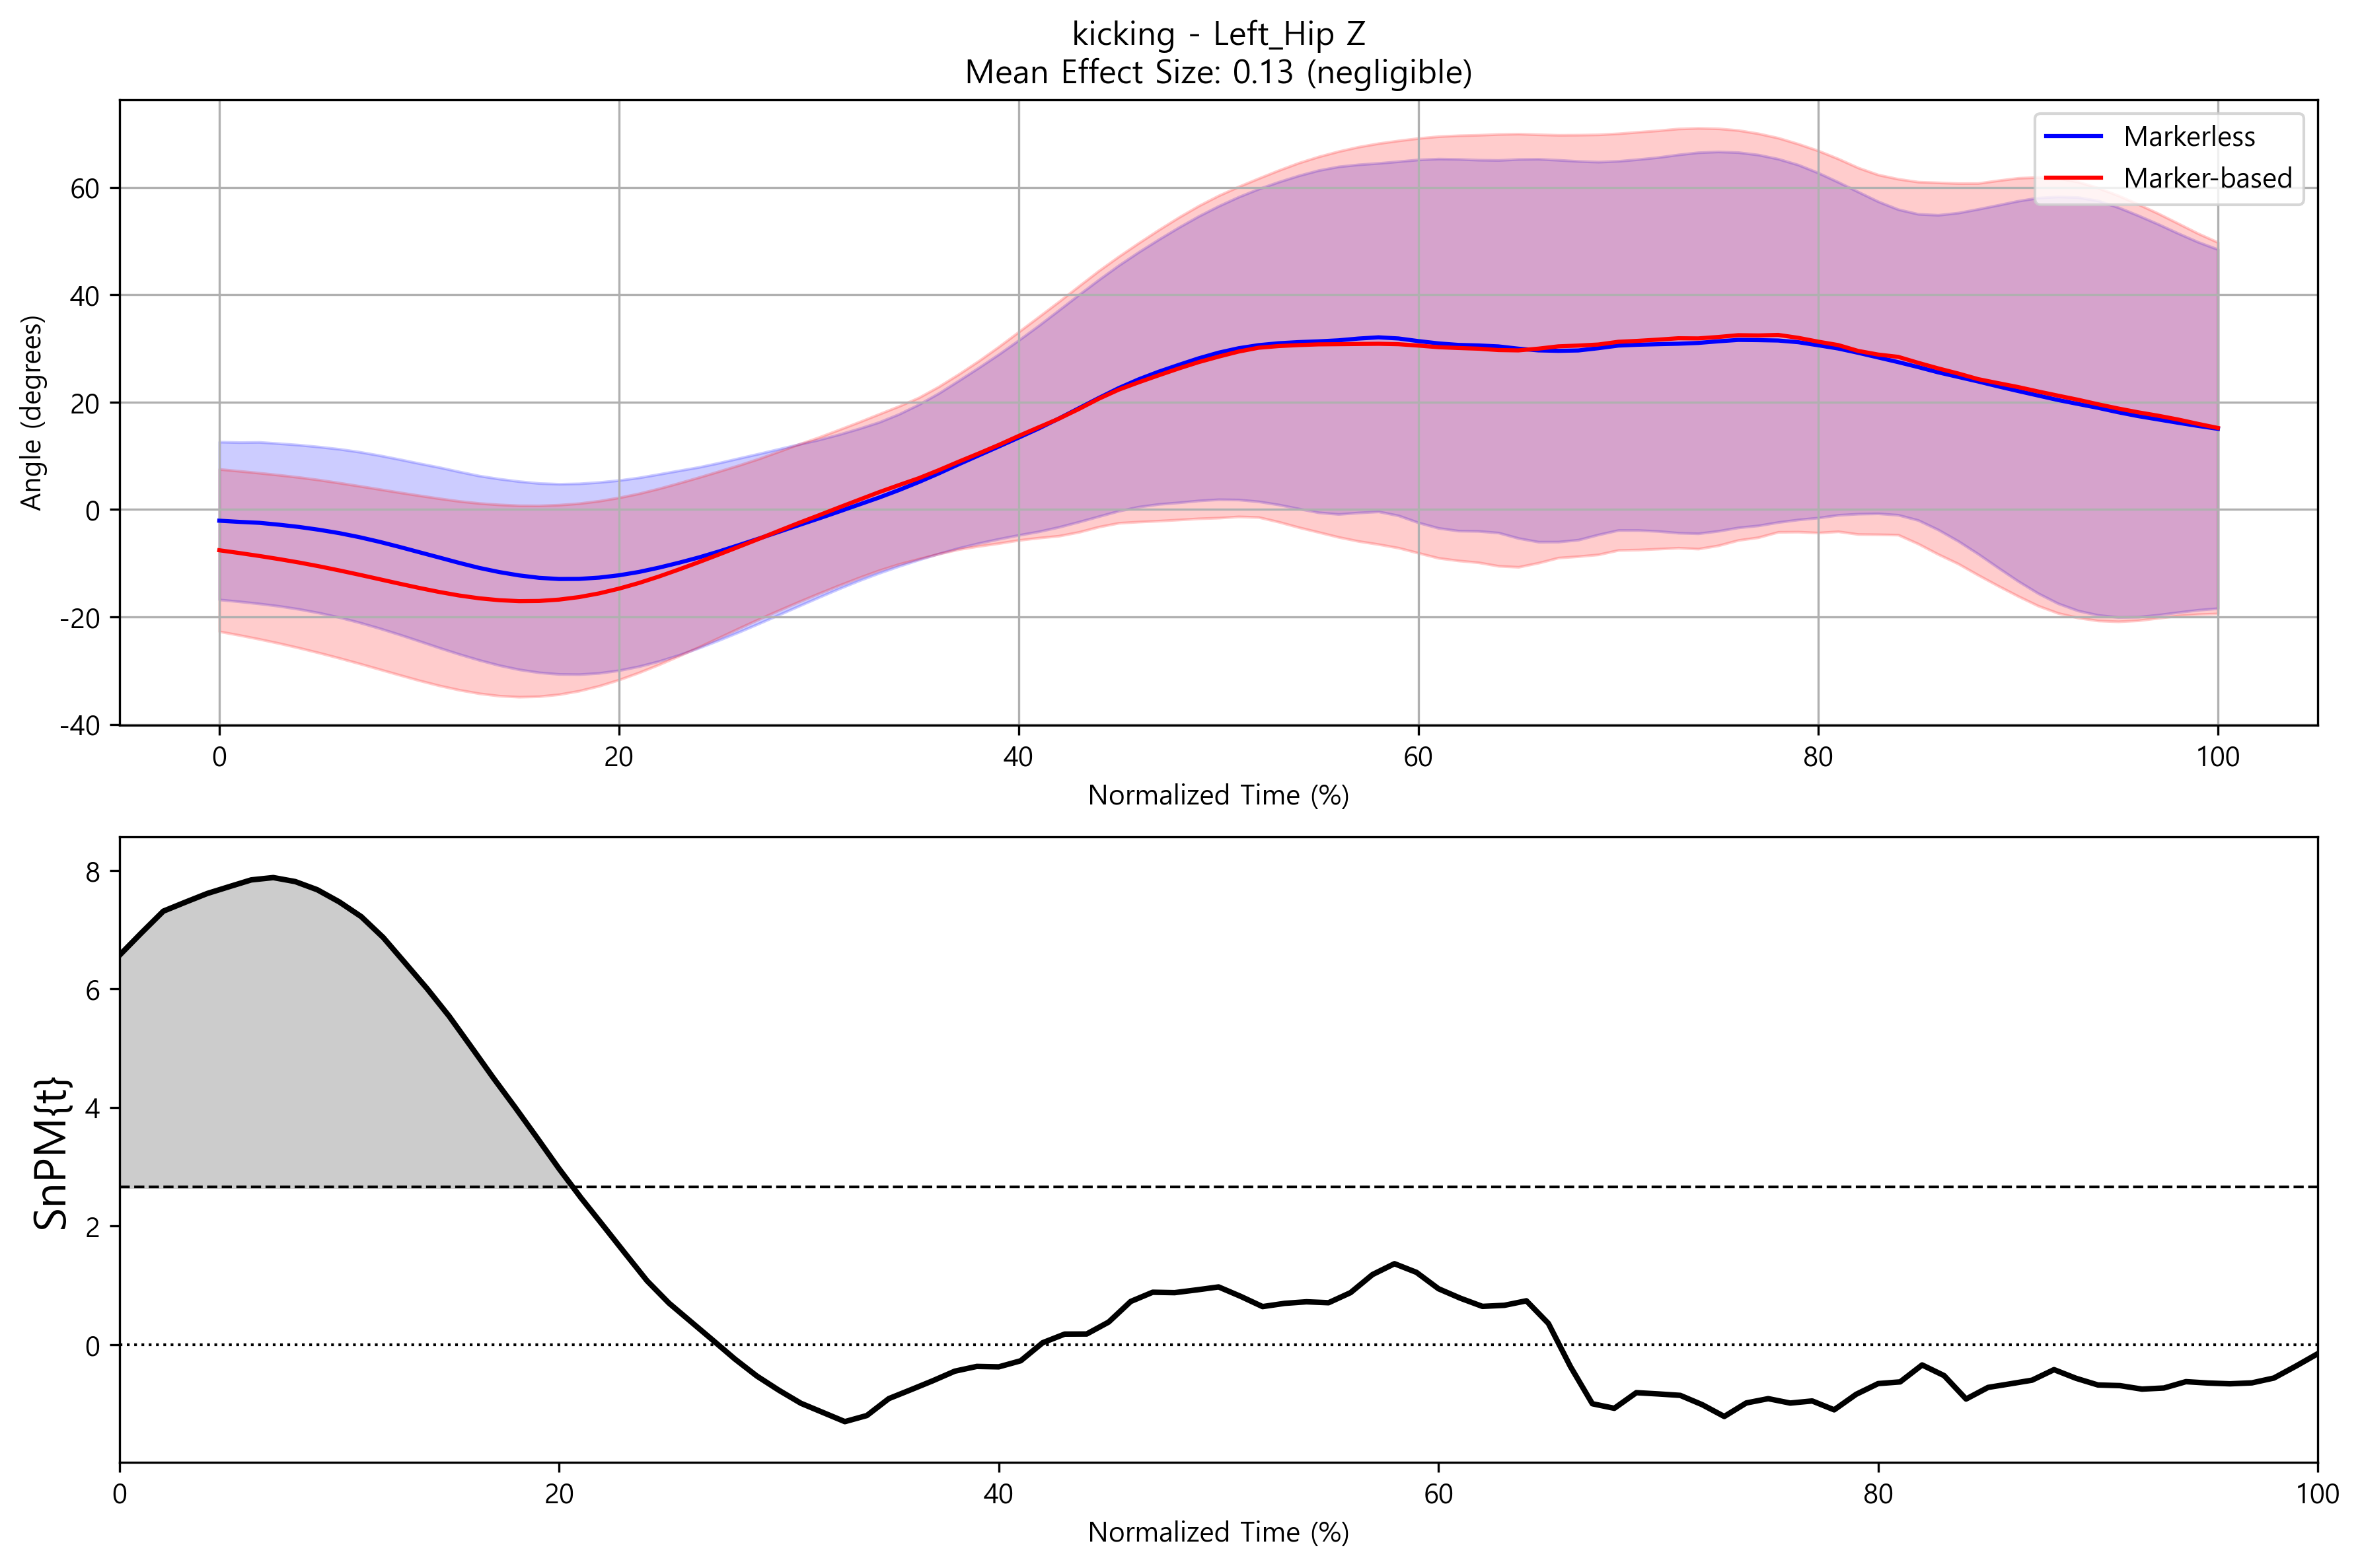 kicking - Left_Hip Z
Mean Effect Size: 0.13 (negligible)
Markerless
Marker-based
Angle (degrees)
60
40
20
0
-20
-40
0 20 40 60 80 100
Normalized Time (%)
SnPM{t}
8
6
4
2
0
0 20 40 60 80 100
Normalized Time (%)